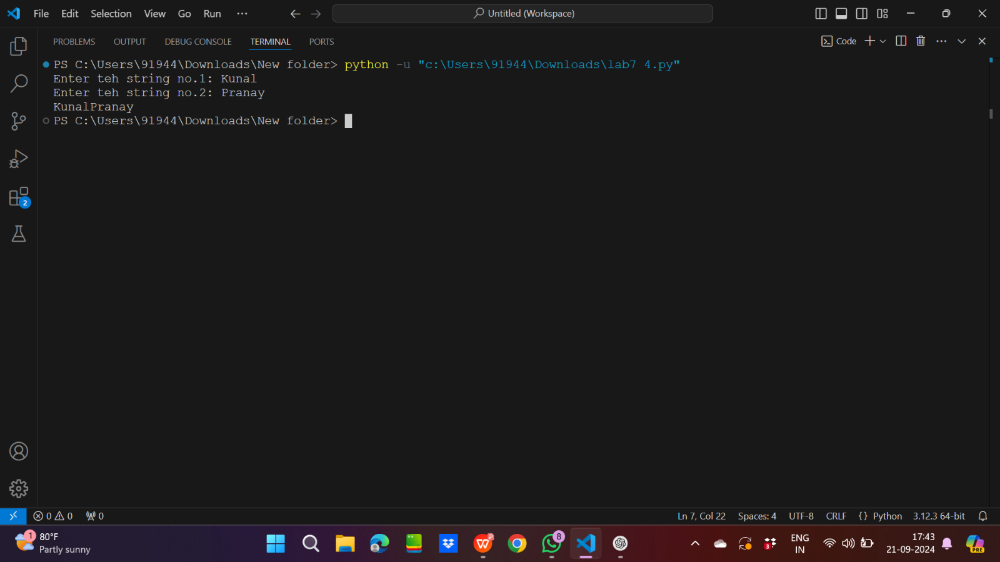 File Edit Selection View Go Run ···
Untitled (Workspace)
PROBLEMS OUTPUT DEBUG CONSOLE TERMINAL PORTS
Code
PS C:\Users\91944\Downloads\New folder> python -u "c:\Users\91944\Downloads\lab7 4.py"
Enter teh string no.1: Kunal
Enter teh string no.2: Pranay
KunalPranay
PS C:\Users\91944\Downloads\New folder>
2
0 0 0
Ln 7, Col 22 Spaces: 4 UTF-8 CRLF {} Python 3.12.3 64-bit
1
80°F
Partly sunny
W P
8
3
ENG
IN
17:43
21-09-2024
PRE